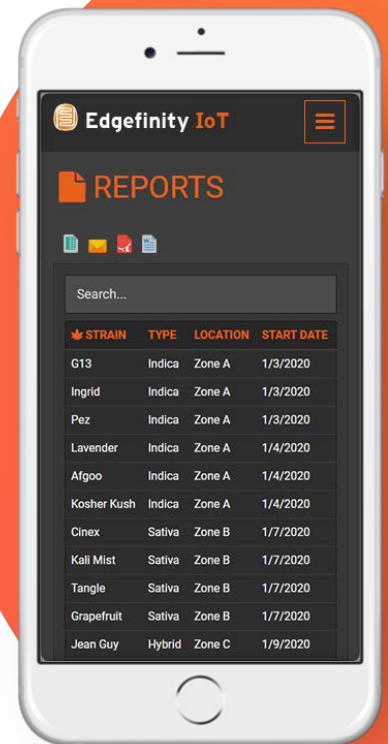 Edgefinity IoT
REPORTS
Search...
STRAIN TYPE LOCATION START DATE
G13 Indica Zone A 1/3/2020
Ingrid Indica Zone A 1/3/2020
Pez Indica Zone A 1/3/2020
Lavender Indica Zone A 1/4/2020
Afgoo Indica Zone A 1/4/2020
Kosher Kush Indica Zone A 1/4/2020
Cinex Sativa Zone B 1/7/2020
Kali Mist Sativa Zone B 1/7/2020
Tangle Sativa Zone B 1/7/2020
Grapefruit Sativa Zone B 1/7/2020
Jean Guy Hybrid Zone C 1/9/2020